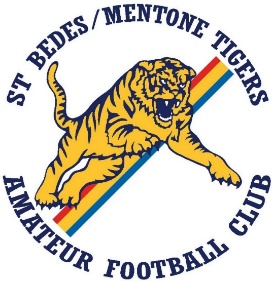 ST BEDES/MENTONE TIGERS
AMATEUR FOOTBALL CLUB